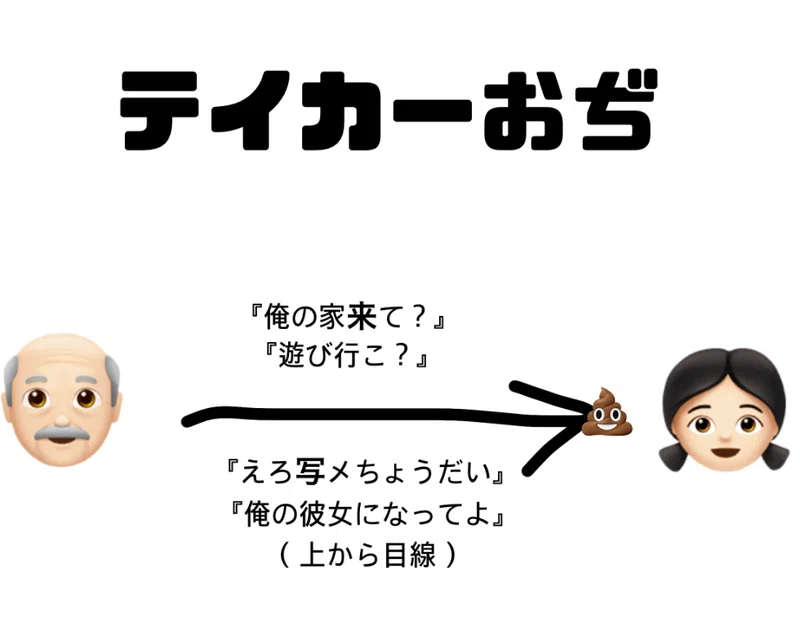 テイカーおぢ
『俺の家来て？』
『遊び行こ？』
『えろ写メちょうだい』
『俺の彼女になってよ』
（ 上から目線 ）